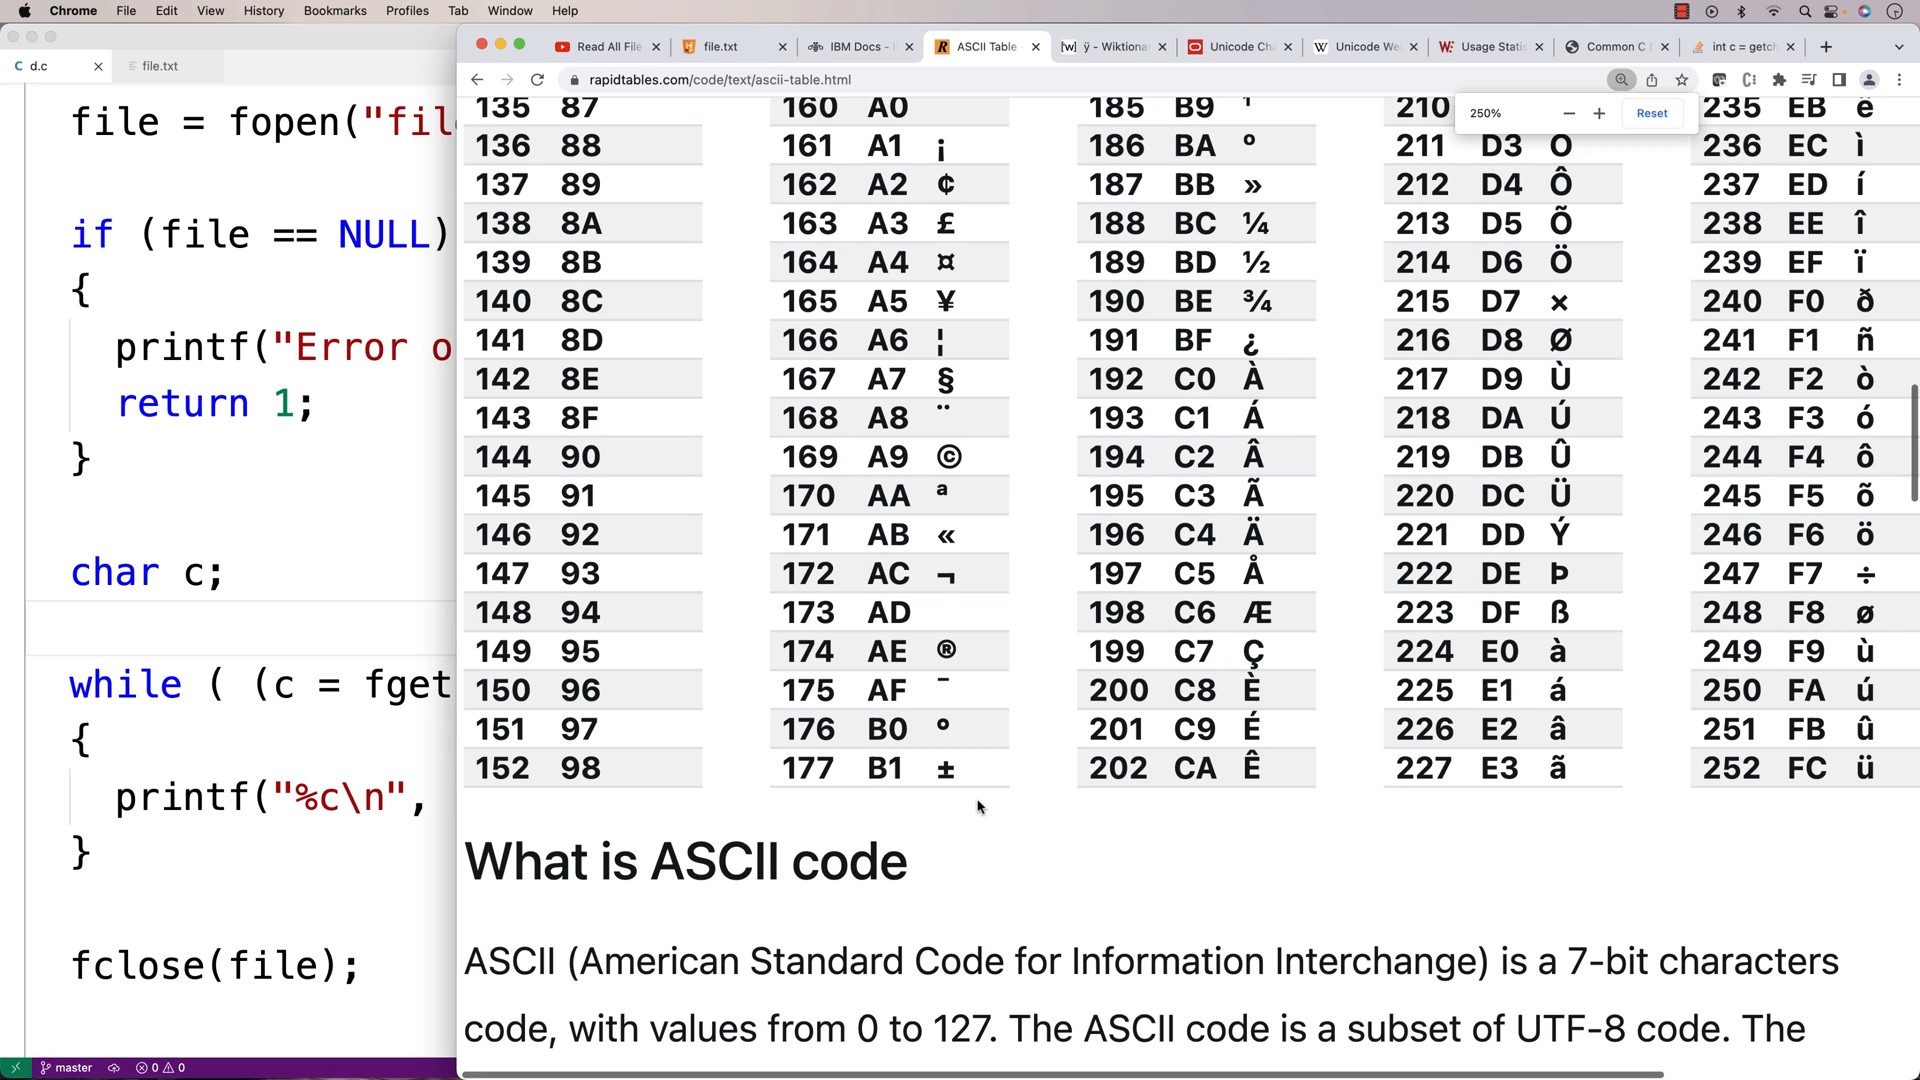 Chrome File Edit View History Bookmarks Profiles Tab Window Help
Read All File file.txt IBM Docs - ASCII Table ÿ - Wiktionar Unicode Cha Unicode We Usage Statis Common C int c = getch
C d.c file.txt
rapidtables.com/code/text/ascii-table.html
250% Reset
file = fopen("file
if (file == NULL)
{
printf("Error o
return 1;
}
char c;
while ( (c = fget
{
printf("%c\n",
}
fclose(file);
master 0 0
135 87 160 A0 185 B9 ¹ 210 235 EB ë
136 88 161 A1 ¡ 186 BA º 211 D3 Ó 236 EC ì
137 89 162 A2 ¢ 187 BB » 212 D4 Ô 237 ED í
138 8A 163 A3 £ 188 BC ¼ 213 D5 Õ 238 EE î
139 8B 164 A4 ¤ 189 BD ½ 214 D6 Ö 239 EF ï
140 8C 165 A5 ¥ 190 BE ¾ 215 D7 × 240 F0 ð
141 8D 166 A6 ¦ 191 BF ¿ 216 D8 Ø 241 F1 ñ
142 8E 167 A7 § 192 C0 À 217 D9 Ù 242 F2 ò
143 8F 168 A8 ¨ 193 C1 Á 218 DA Ú 243 F3 ó
144 90 169 A9 © 194 C2 Â 219 DB Û 244 F4 ô
145 91 170 AA ª 195 C3 Ã 220 DC Ü 245 F5 õ
146 92 171 AB « 196 C4 Ä 221 DD Ý 246 F6 ö
147 93 172 AC ¬ 197 C5 Å 222 DE Þ 247 F7 ÷
148 94 173 AD 198 C6 Æ 223 DF ß 248 F8 ø
149 95 174 AE ® 199 C7 Ç 224 E0 à 249 F9 ù
150 96 175 AF ¯ 200 C8 È 225 E1 á 250 FA ú
151 97 176 B0 ° 201 C9 É 226 E2 â 251 FB û
152 98 177 B1 ± 202 CA Ê 227 E3 ã 252 FC ü
What is ASCII code
ASCII (American Standard Code for Information Interchange) is a 7-bit characters
code, with values from 0 to 127. The ASCII code is a subset of UTF-8 code. The